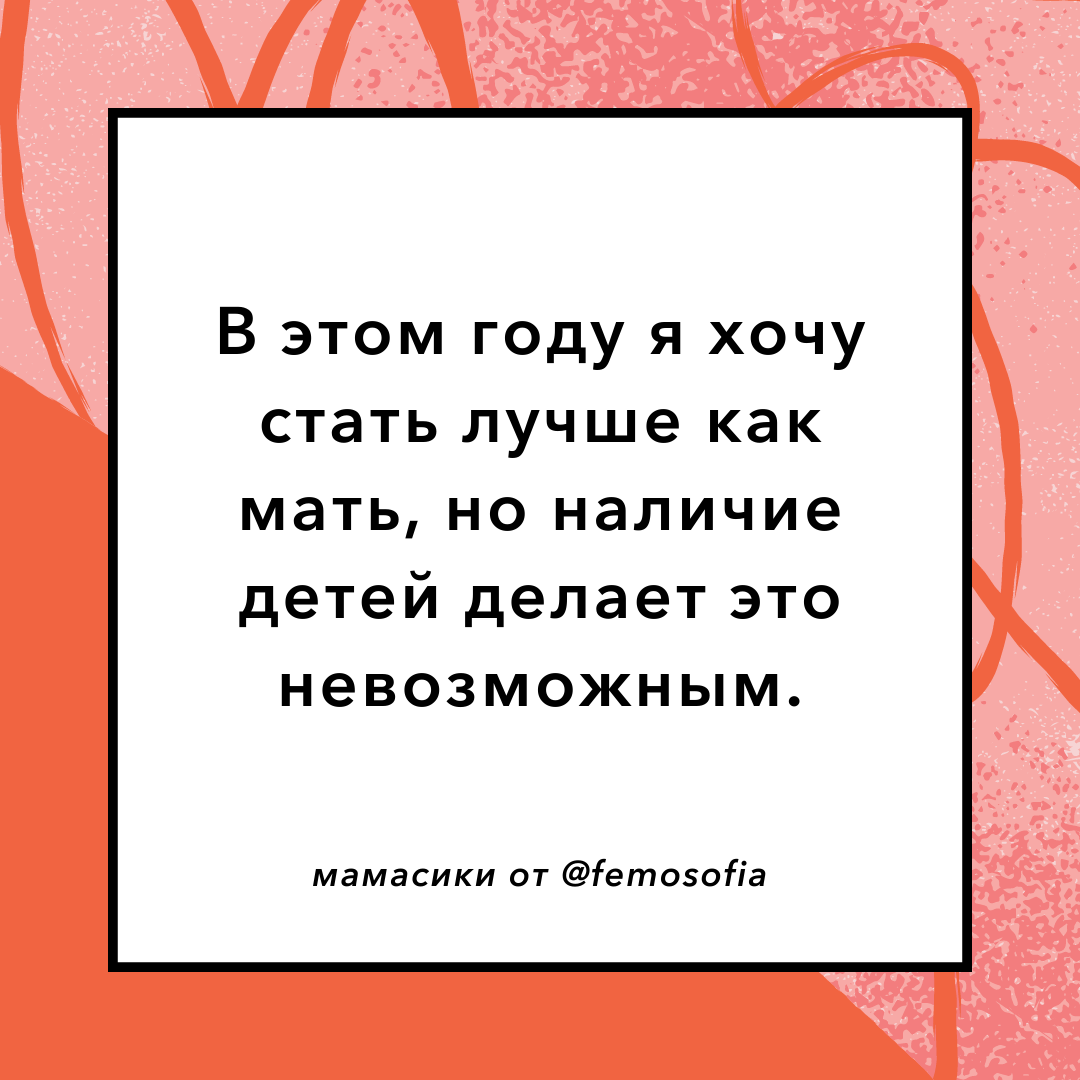 В этом году я хочу
стать лучше как
мать, но наличие
детей делает это
невозможным.
мамасики от @femosofia